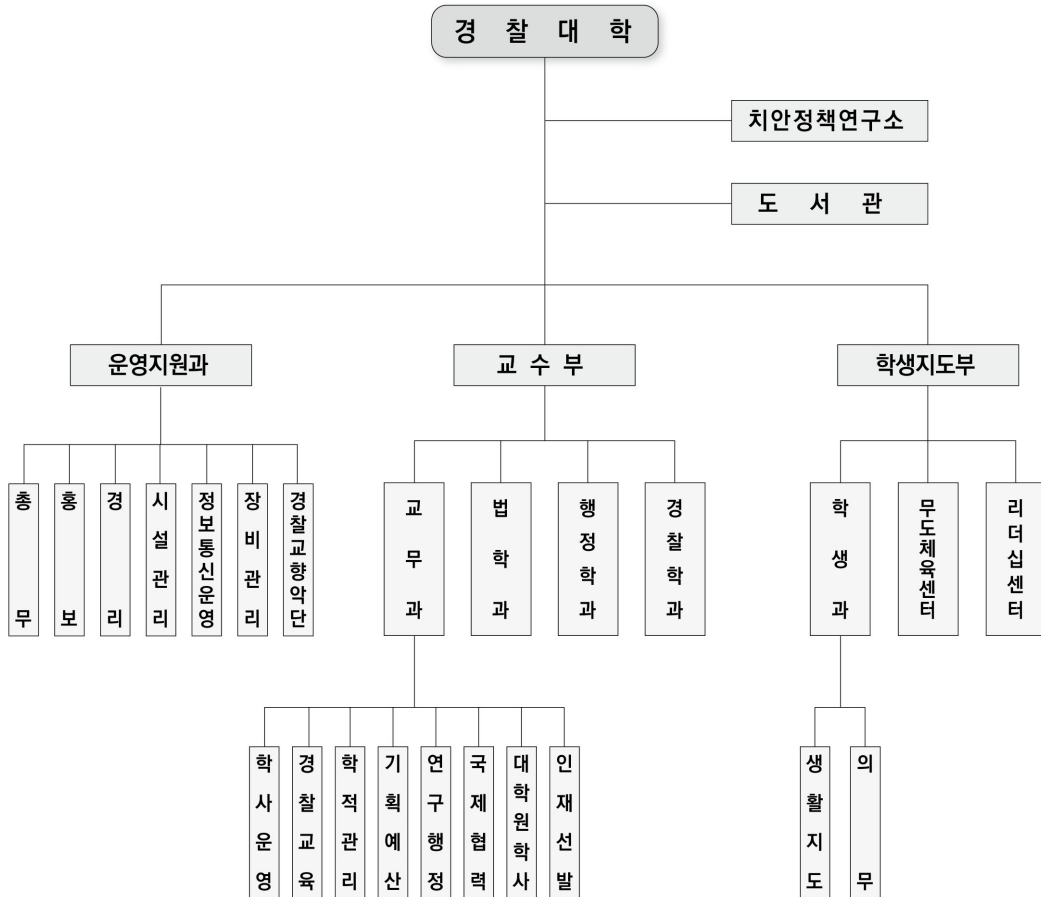 경 찰 대 학
치안정책연구소
도 서 관
운영지원과
교 수 부
학생지도부
총무
홍보
경리
시설관리
정보통신운영
장비관리
경찰교향악단
교무과
법학과
행정학과
경찰학과
학생과
무도체육센터
리더십센터
학사운영
경찰교육
학적관리
기획예산
연구행정
국제협력
대학원학사
인재선발
생활지도
의무